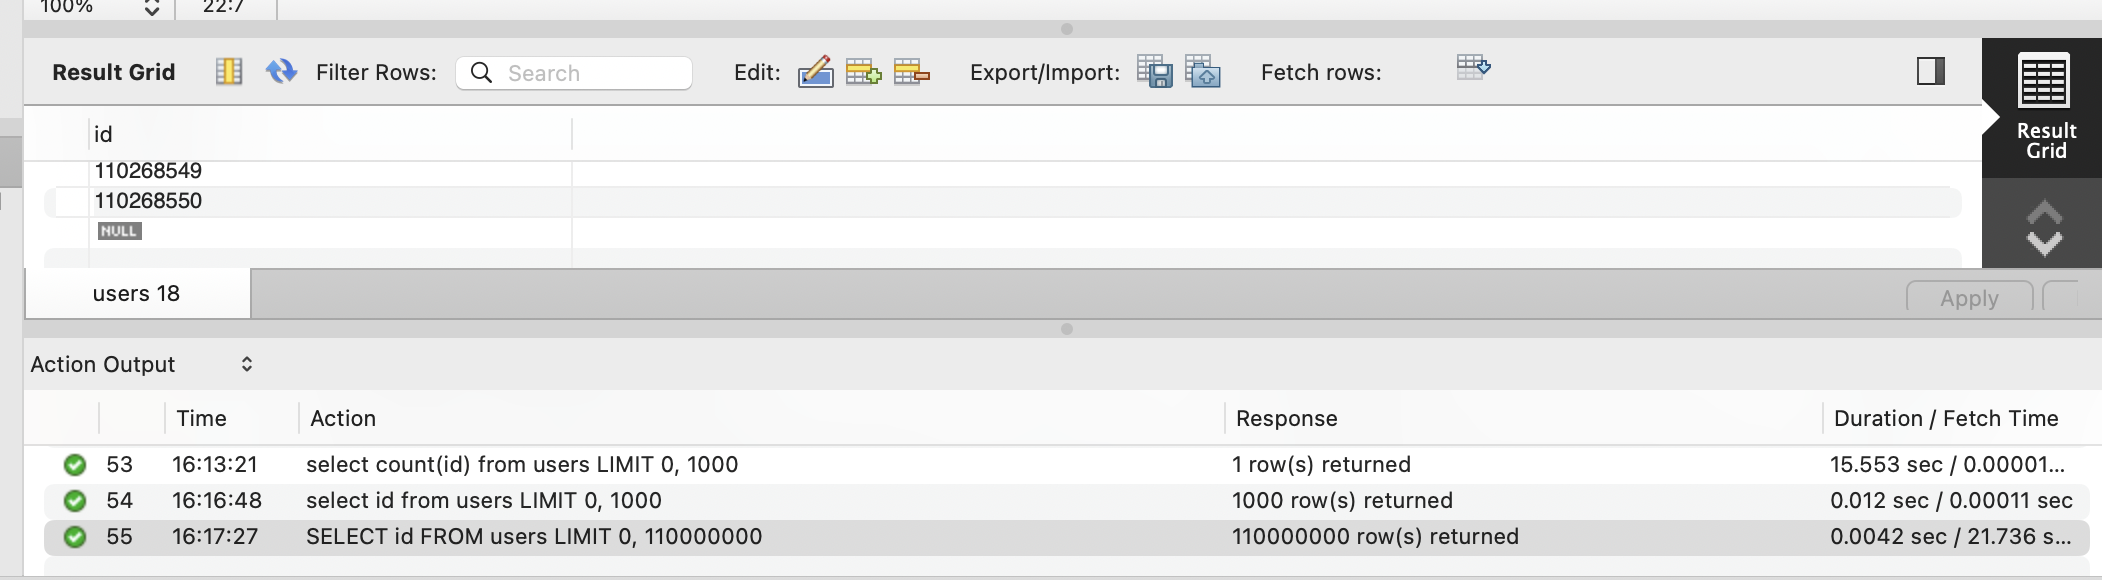 100% 22:7
Result Grid Filter Rows: Search Edit: Export/Import: Fetch rows:
Result
Grid
id
110268549
110268550
NULL
users 18 Apply
Action Output
Time Action Response Duration / Fetch Time
53 16:13:21 select count(id) from users LIMIT 0, 1000 1 row(s) returned 15.553 sec / 0.00001...
54 16:16:48 select id from users LIMIT 0, 1000 1000 row(s) returned 0.012 sec / 0.00011 sec
55 16:17:27 SELECT id FROM users LIMIT 0, 110000000 110000000 row(s) returned 0.0042 sec / 21.736 s...